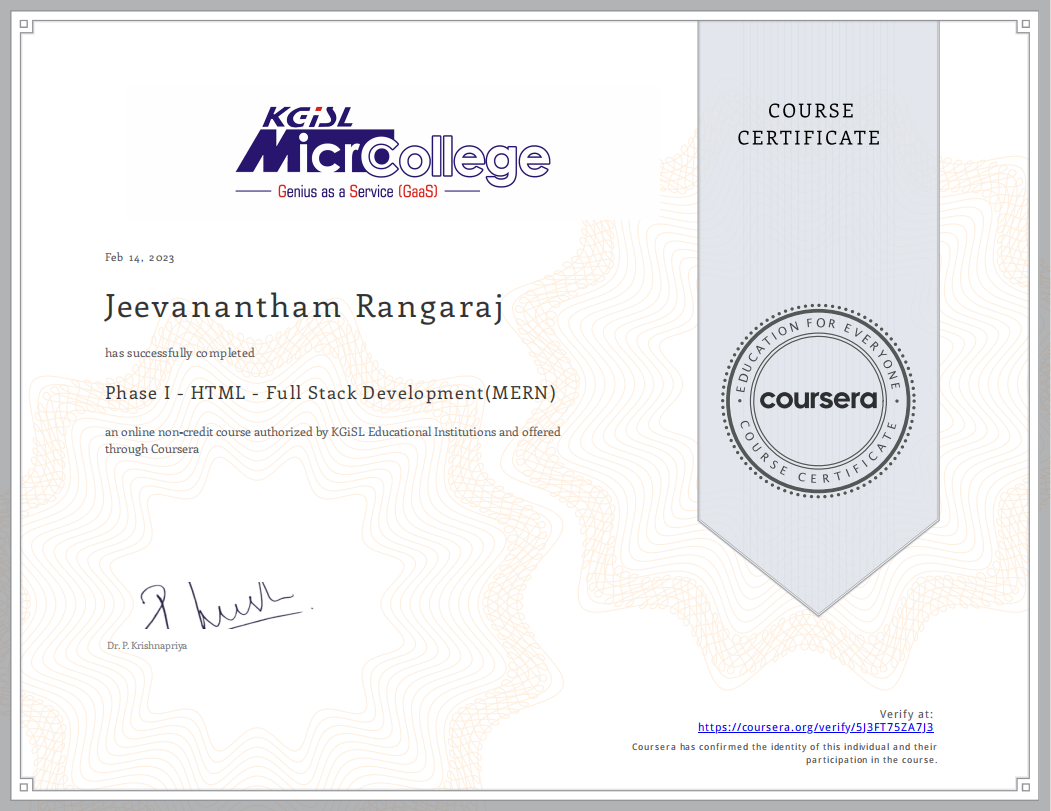 KGiSL
MicroCollege
Genius as a Service (GaaS)
COURSE
CERTIFICATE
Feb 14, 2023
Jeevanantham Rangaraj
has successfully completed
Phase I - HTML - Full Stack Development(MERN)
an online non-credit course authorized by KGiSL Educational Institutions and offered
through Coursera
EDUCATION FOR EVERYONE
coursera
COURSE CERTIFICATE
Dr. P. Krishnapriya
Verify at:
https://coursera.org/verify/5J3FT75ZA7J3
Coursera has confirmed the identity of this individual and their
participation in the course.